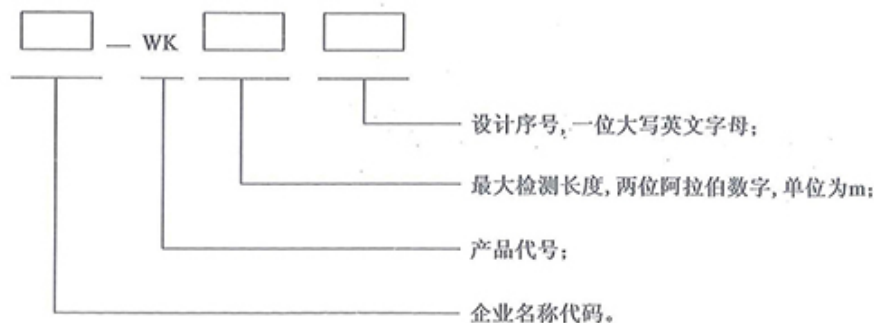 — WK
设计序号,一位大写英文字母;
最大检测长度,两位阿拉伯数字,单位为m;
产品代号;
企业名称代码。